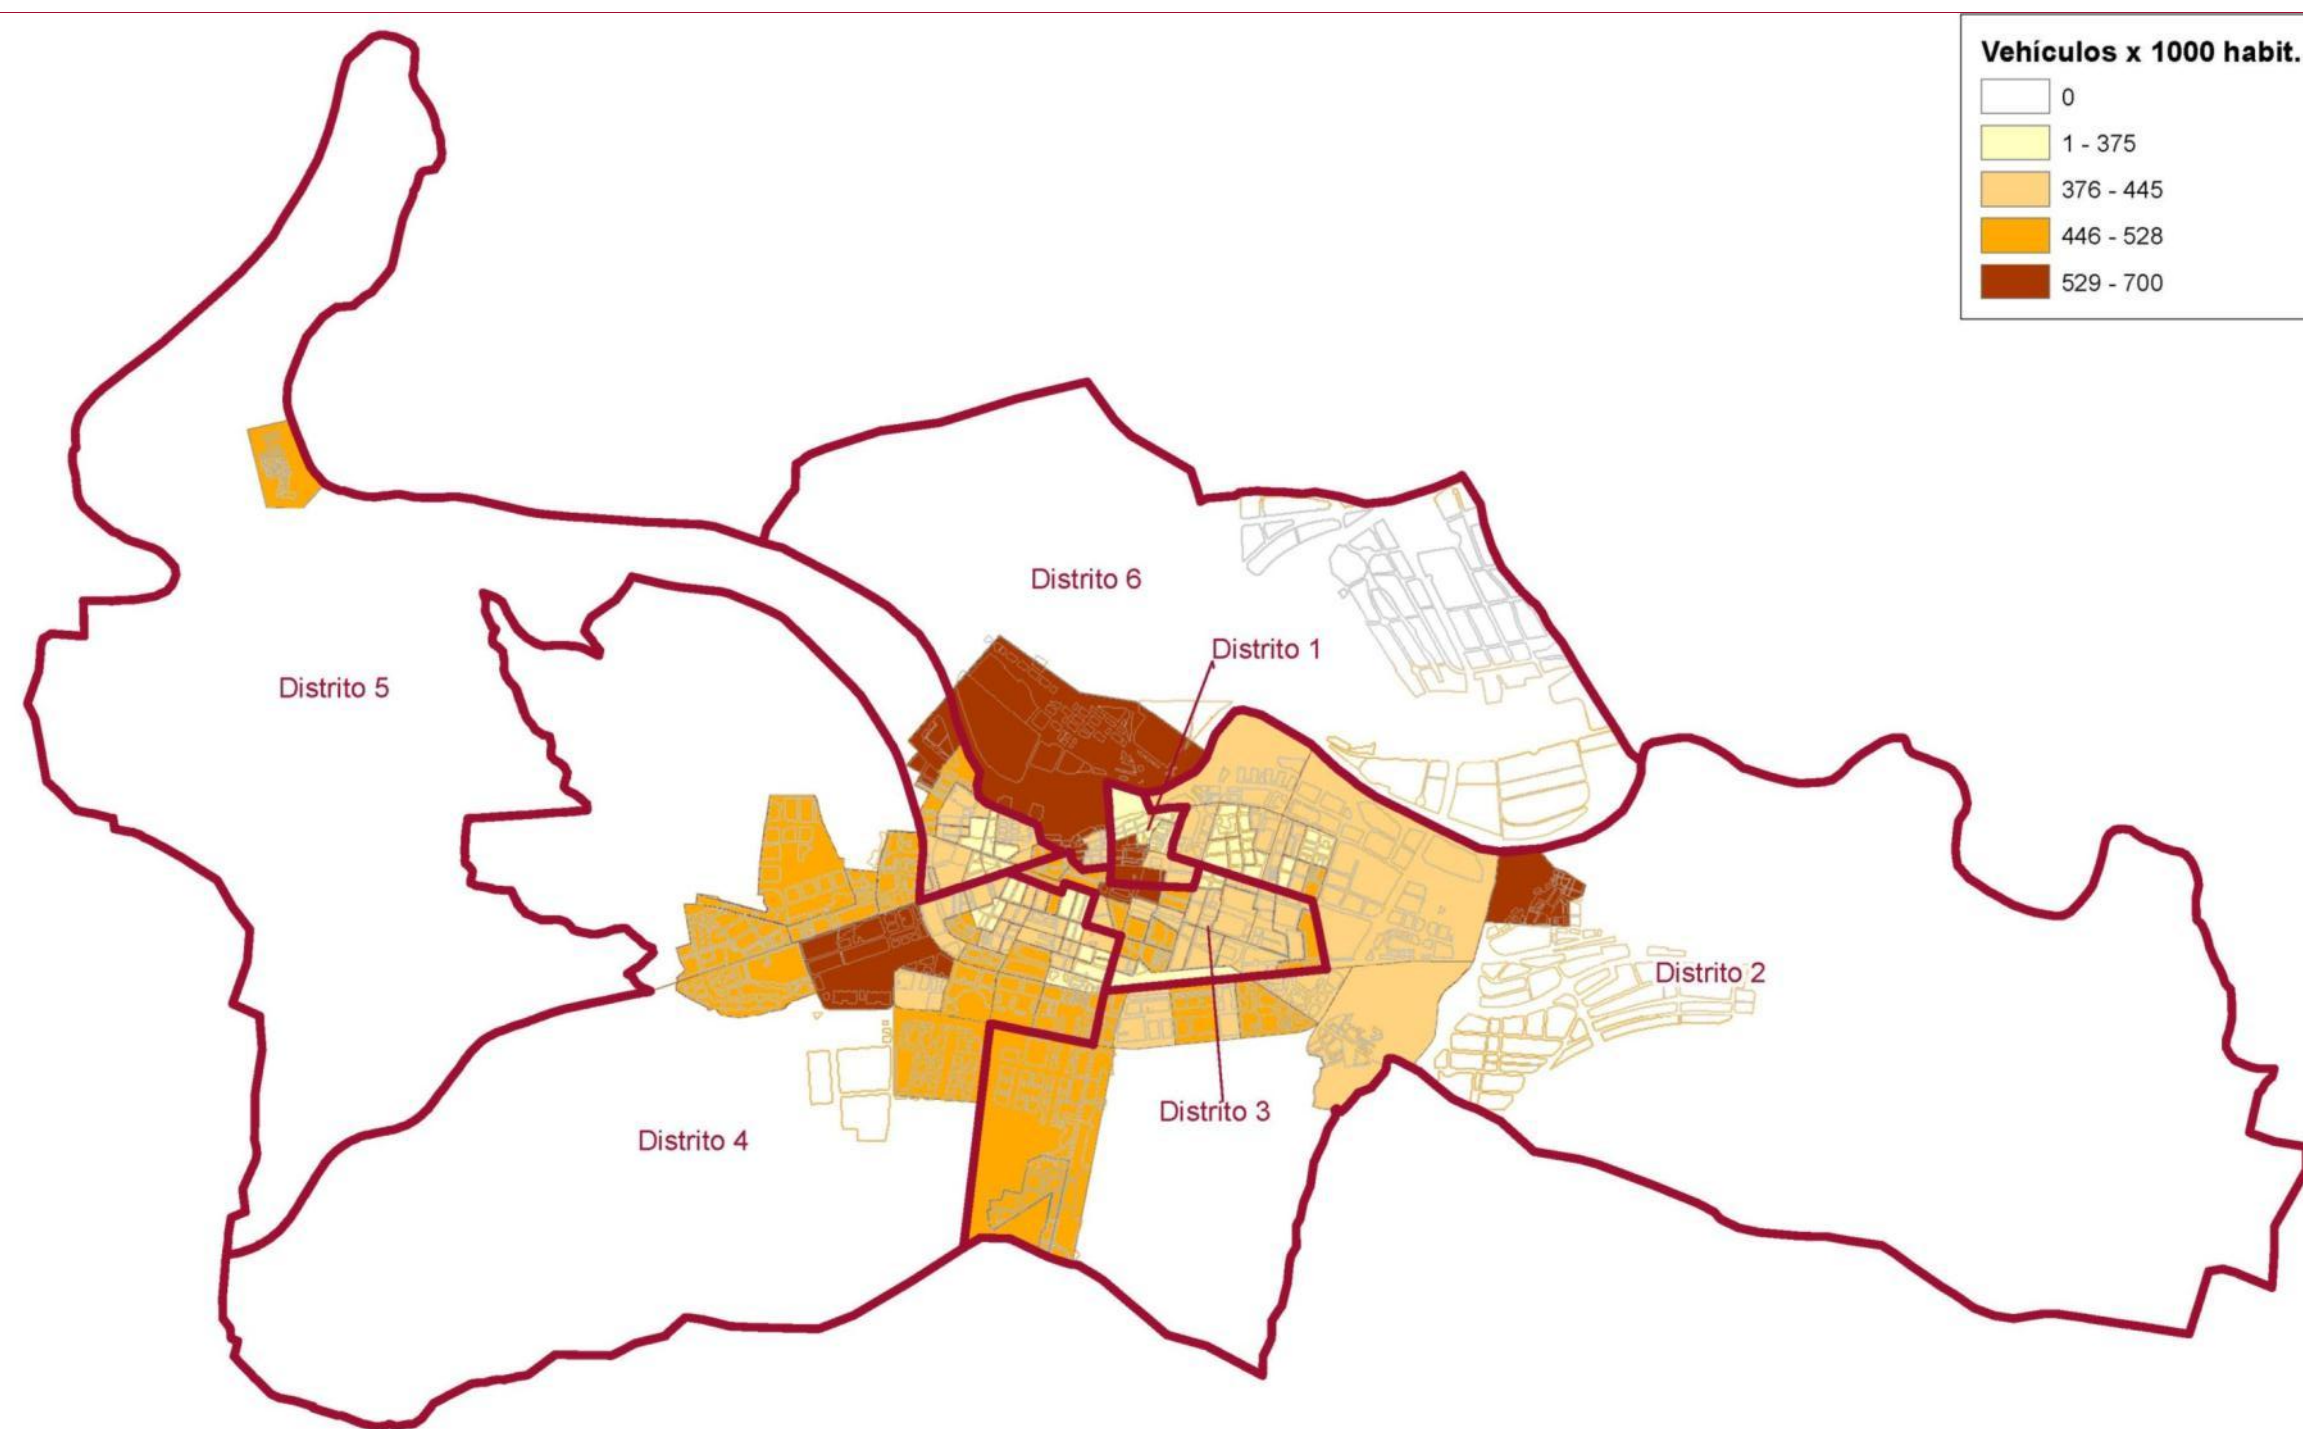 Vehículos x 1000 habit.
0
1 - 375
376 - 445
446 - 528
529 - 700
Distrito 6
Distrito 1
Distrito 5
Distrito 2
Distrito 3
Distrito 4